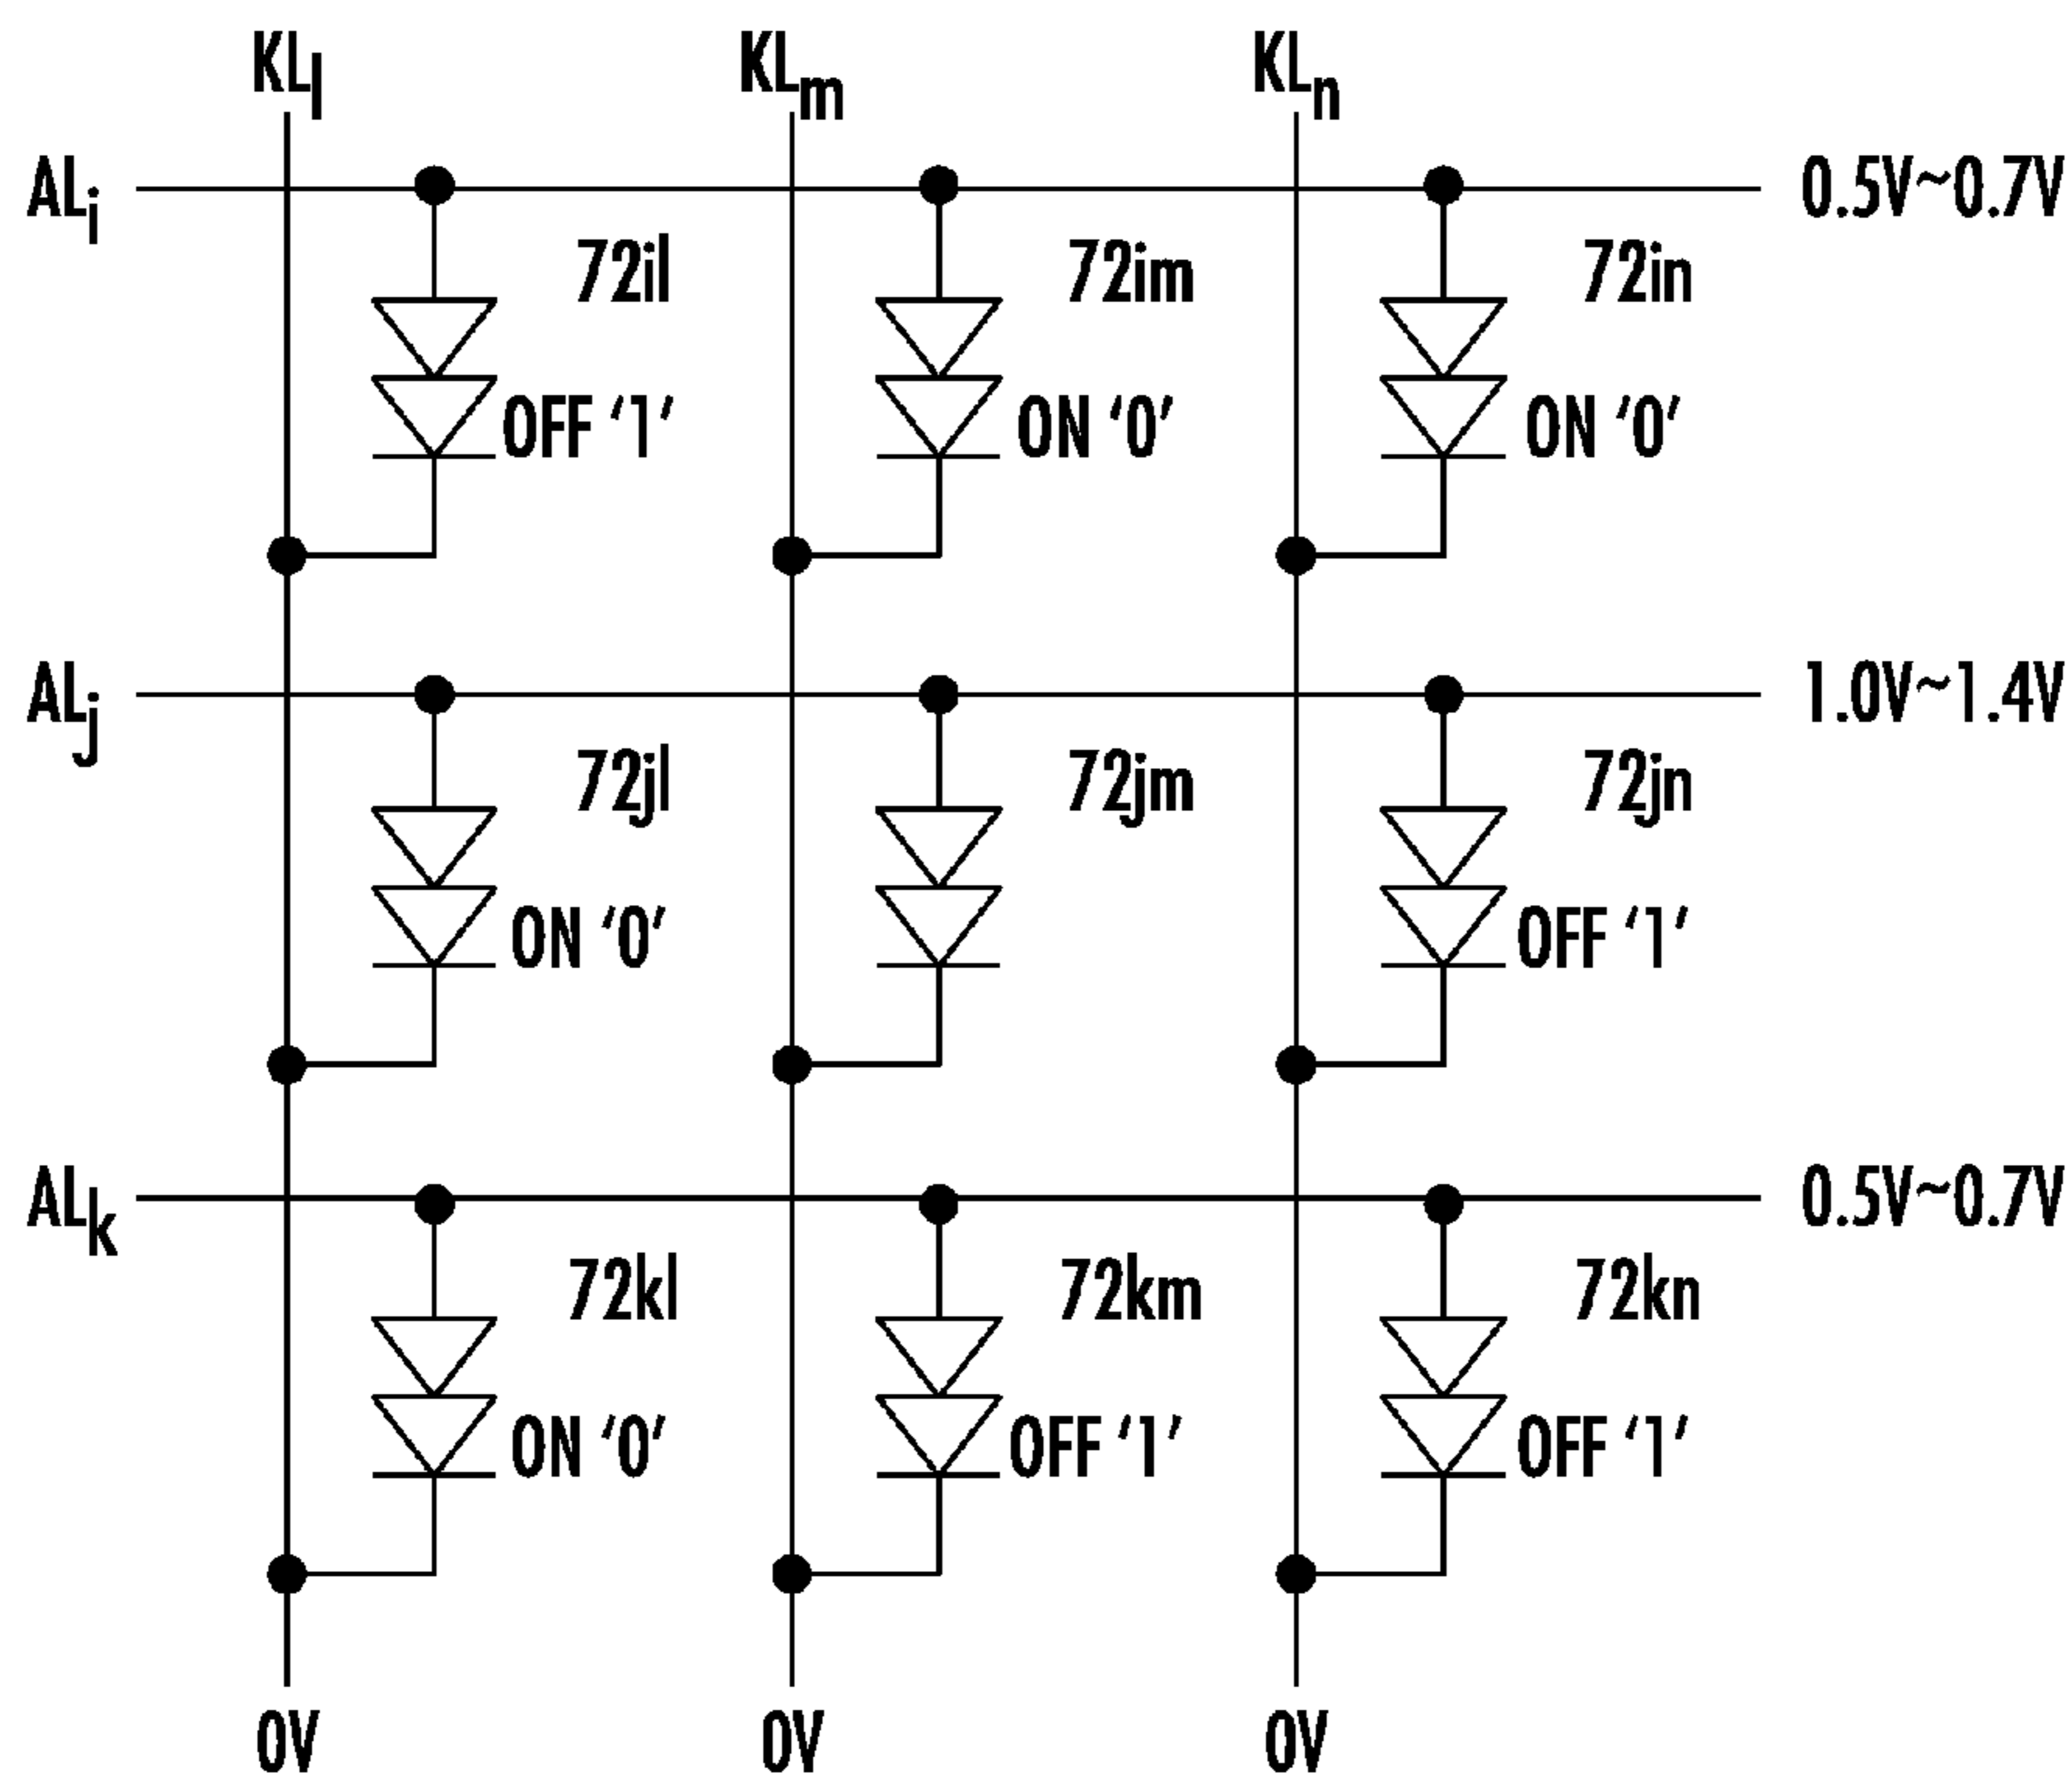 KLl KLm KLn
ALi 0.5V~0.7V
72il 72im 72in
OFF ‘1’ ON ‘0’ ON ‘0’
ALj 1.0V~1.4V
72jl 72jm 72jn
ON ‘0’ OFF ‘1’
ALk 0.5V~0.7V
72kl 72km 72kn
ON ‘0’ OFF ‘1’ OFF ‘1’
0V 0V 0V